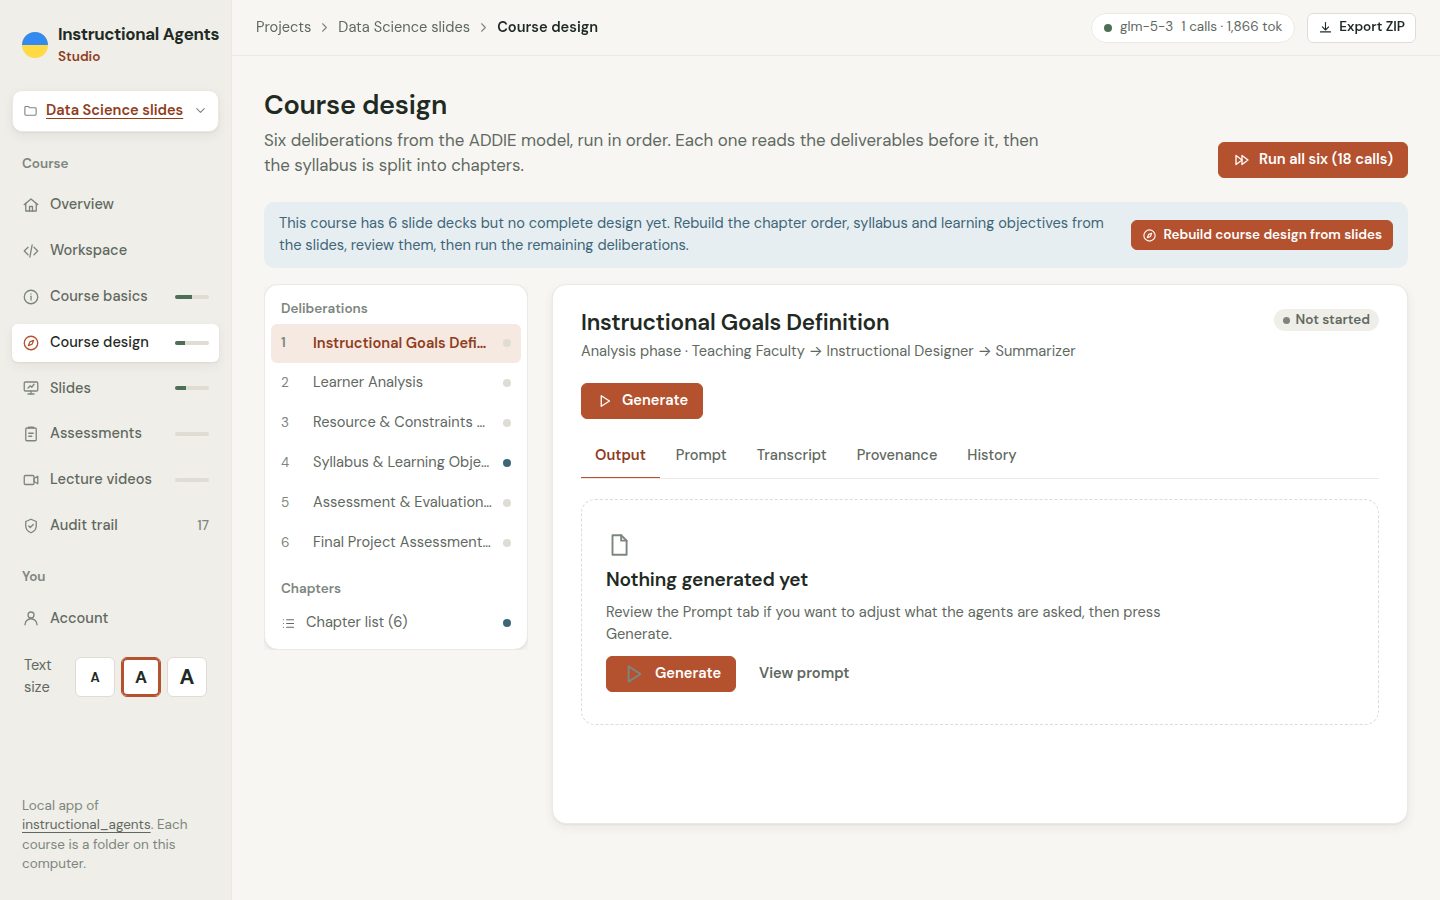 Instructional Agents
Studio
Data Science slides
Course
Overview
Workspace
Course basics
Course design
Slides
Assessments
Lecture videos
Audit trail 17
You
Account
Text
size
A A A
Local app of
instructional_agents. Each
course is a folder on this
computer.
Projects > Data Science slides > Course design
glm-5-3 1 calls · 1,866 tok
Export ZIP
Course design
Six deliberations from the ADDIE model, run in order. Each one reads the deliverables before it, then
the syllabus is split into chapters.
Run all six (18 calls)
This course has 6 slide decks but no complete design yet. Rebuild the chapter order, syllabus and learning objectives from
the slides, review them, then run the remaining deliberations.
Rebuild course design from slides
Deliberations
1 Instructional Goals Defi...
2 Learner Analysis
3 Resource & Constraints ...
4 Syllabus & Learning Obje...
5 Assessment & Evaluation...
6 Final Project Assessment...
Chapters
Chapter list (6)
Instructional Goals Definition
Not started
Analysis phase · Teaching Faculty → Instructional Designer → Summarizer
Generate
Output Prompt Transcript Provenance History
Nothing generated yet
Review the Prompt tab if you want to adjust what the agents are asked, then press
Generate.
Generate View prompt